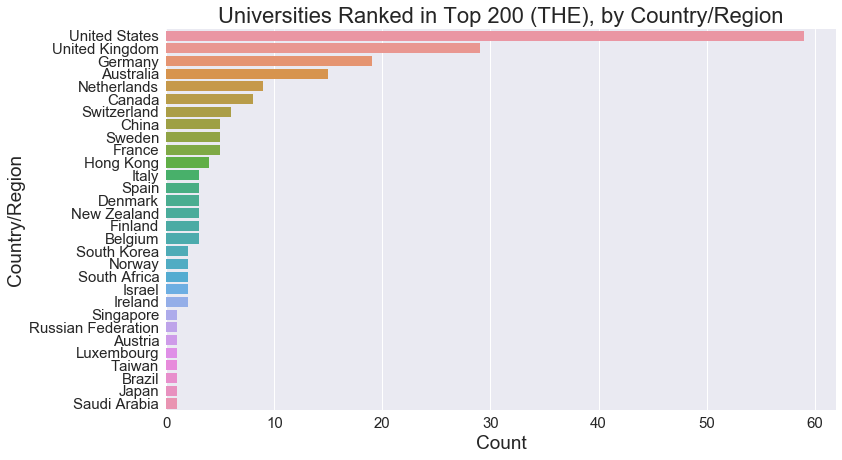 Universities Ranked in Top 200 (THE), by Country/Region
United States
United Kingdom
Germany
Australia
Netherlands
Canada
Switzerland
China
Sweden
France
Hong Kong
Italy
Spain
Denmark
New Zealand
Finland
Belgium
South Korea
Norway
South Africa
Israel
Ireland
Singapore
Russian Federation
Austria
Luxembourg
Taiwan
Brazil
Japan
Saudi Arabia
Country/Region
0 10 20 30 40 50 60
Count